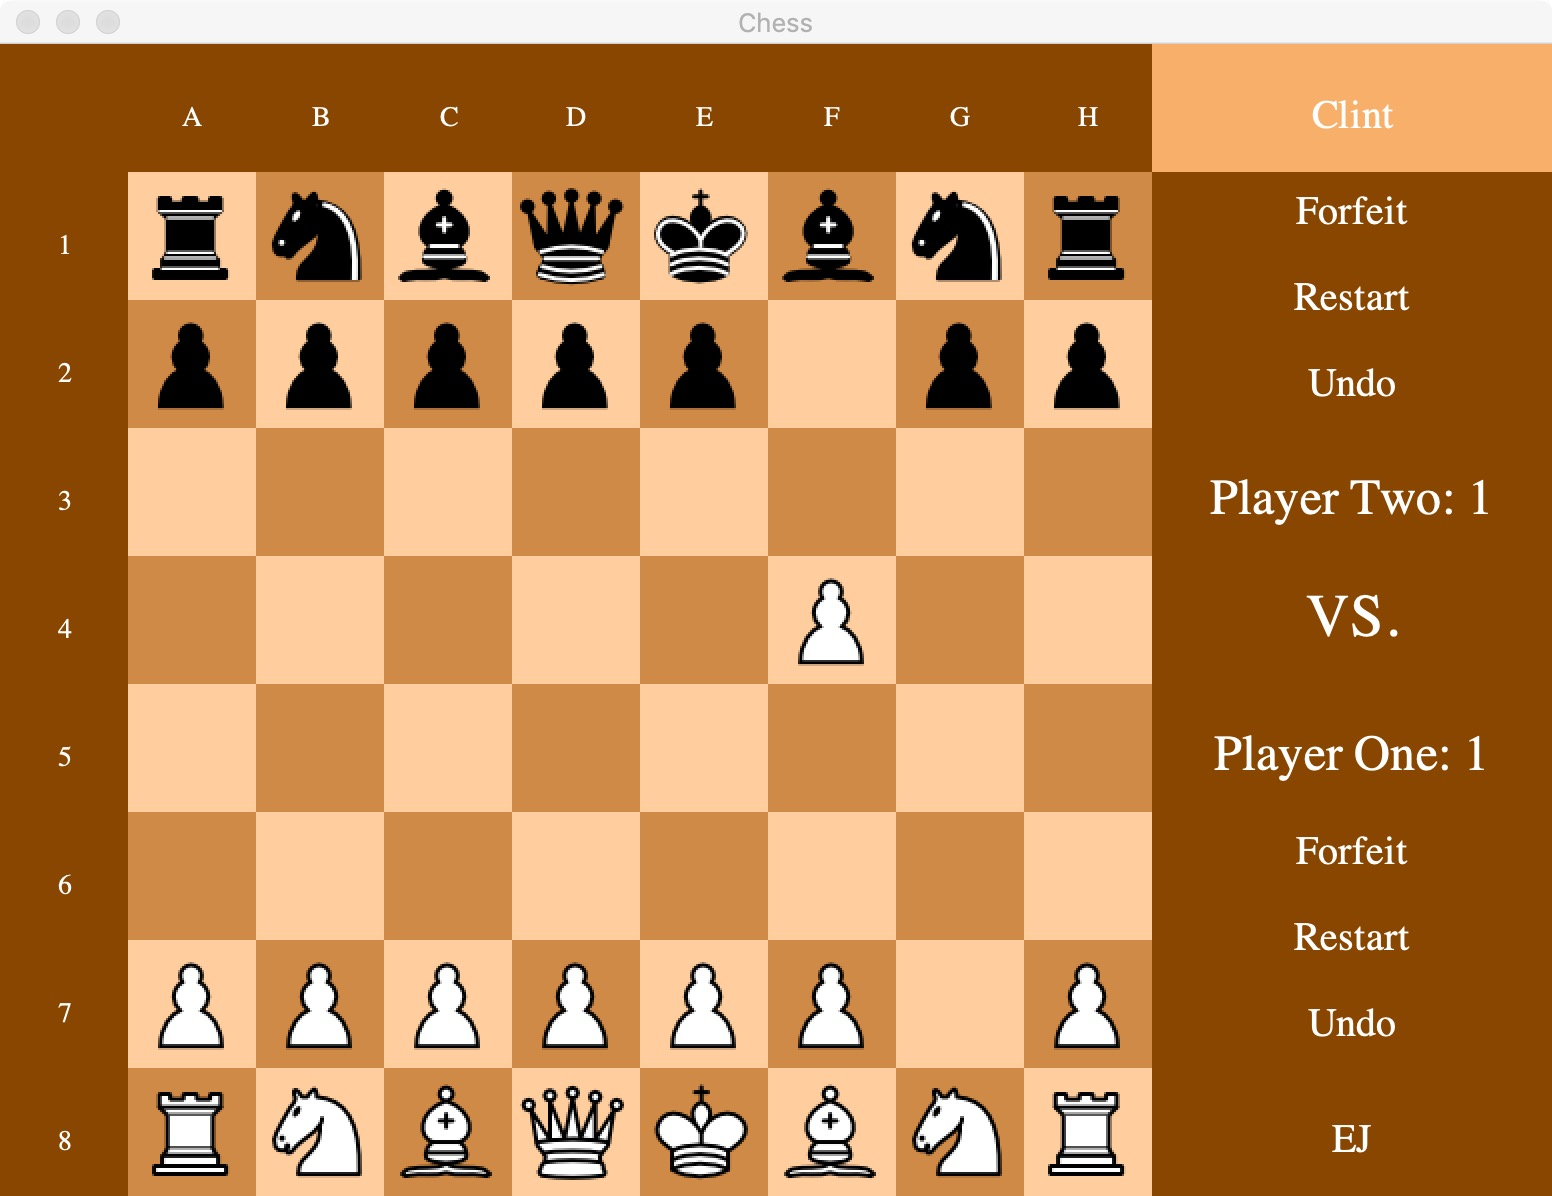 Chess
A B C D E F G H
Clint
1
Forfeit
Restart
2
Undo
3
Player Two: 1
4
VS.
5
Player One: 1
6
Forfeit
Restart
7
Undo
8
EJ